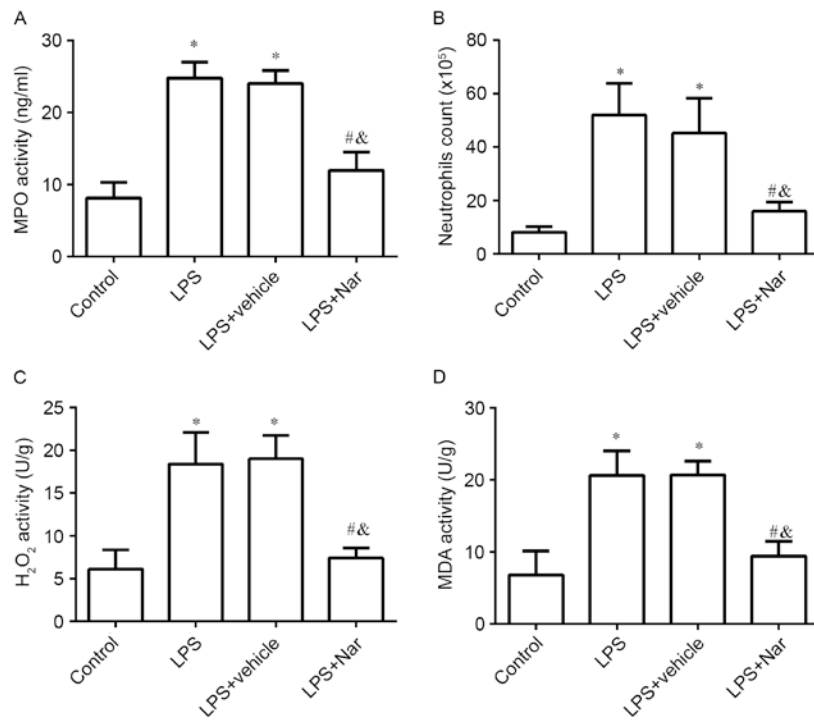 A
MPO activity (ng/ml)
30
20
10
0
*
*
#&
Control
LPS
LPS+vehicle
LPS+Nar
B
Neutrophils count (x10⁵)
80
60
40
20
0
*
*
#&
Control
LPS
LPS+vehicle
LPS+Nar
C
H₂O₂ activity (U/g)
25
20
15
10
5
0
*
*
#&
Control
LPS
LPS+vehicle
LPS+Nar
D
MDA activity (U/g)
30
20
10
0
*
*
#&
Control
LPS
LPS+vehicle
LPS+Nar